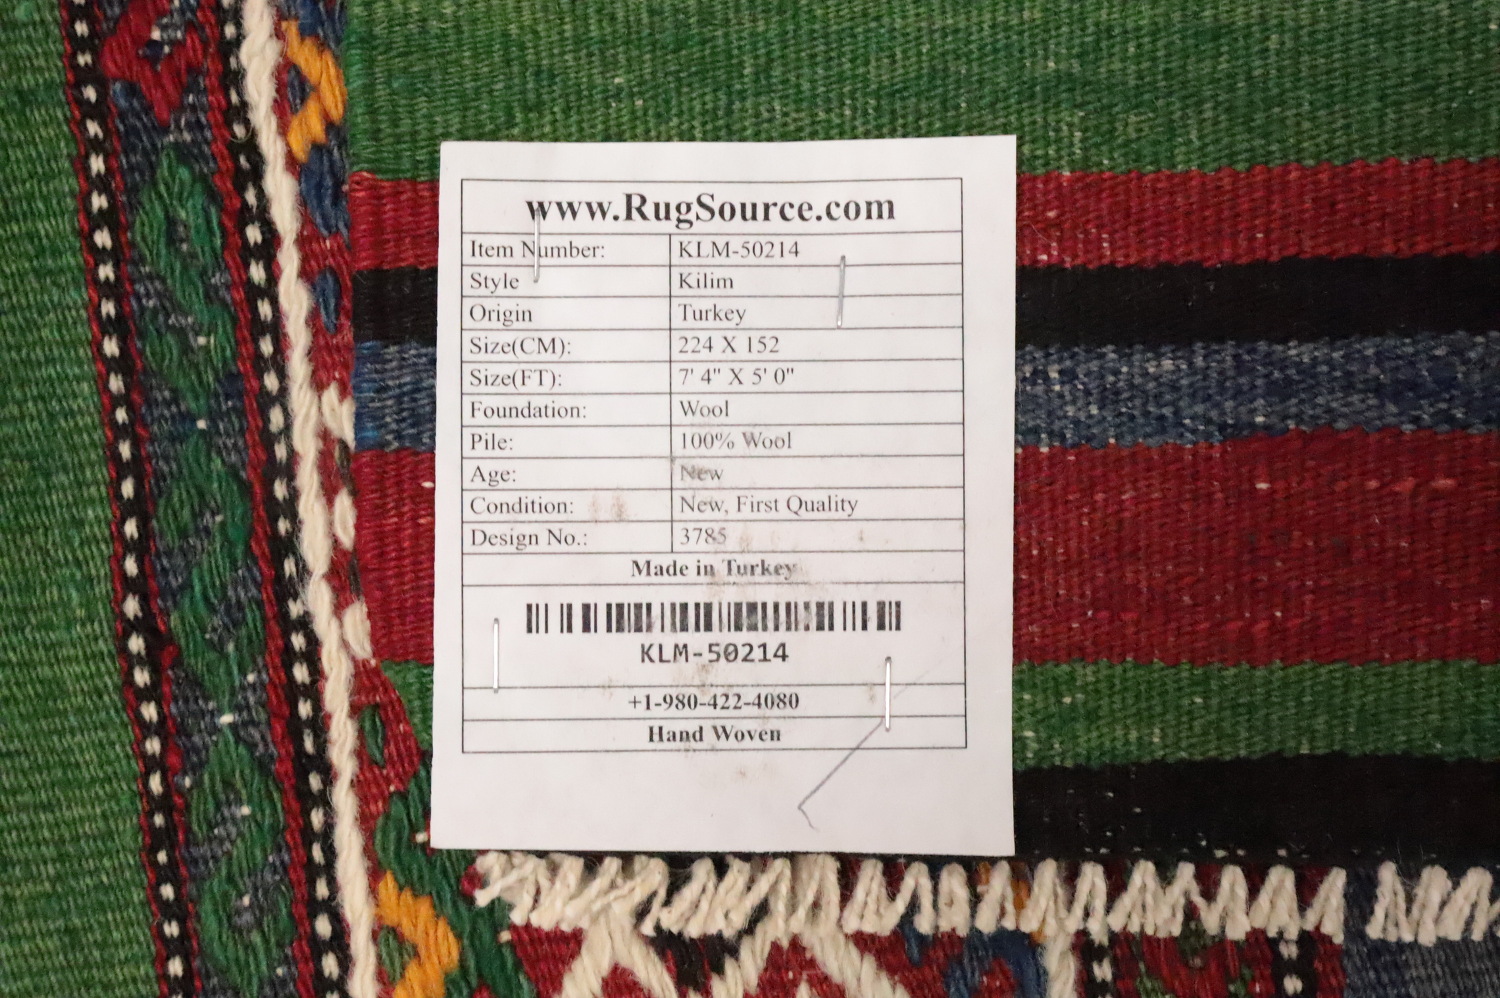 www.RugSource.com
Item Number: KLM-50214
Style Kilim
Origin Turkey
Size(CM): 224 X 152
Size(FT): 7' 4" X 5' 0"
Foundation: Wool
Pile: 100% Wool
Age: New
Condition: New, First Quality
Design No.: 3785
Made in Turkey
KLM-50214
+1-980-422-4080
Hand Woven